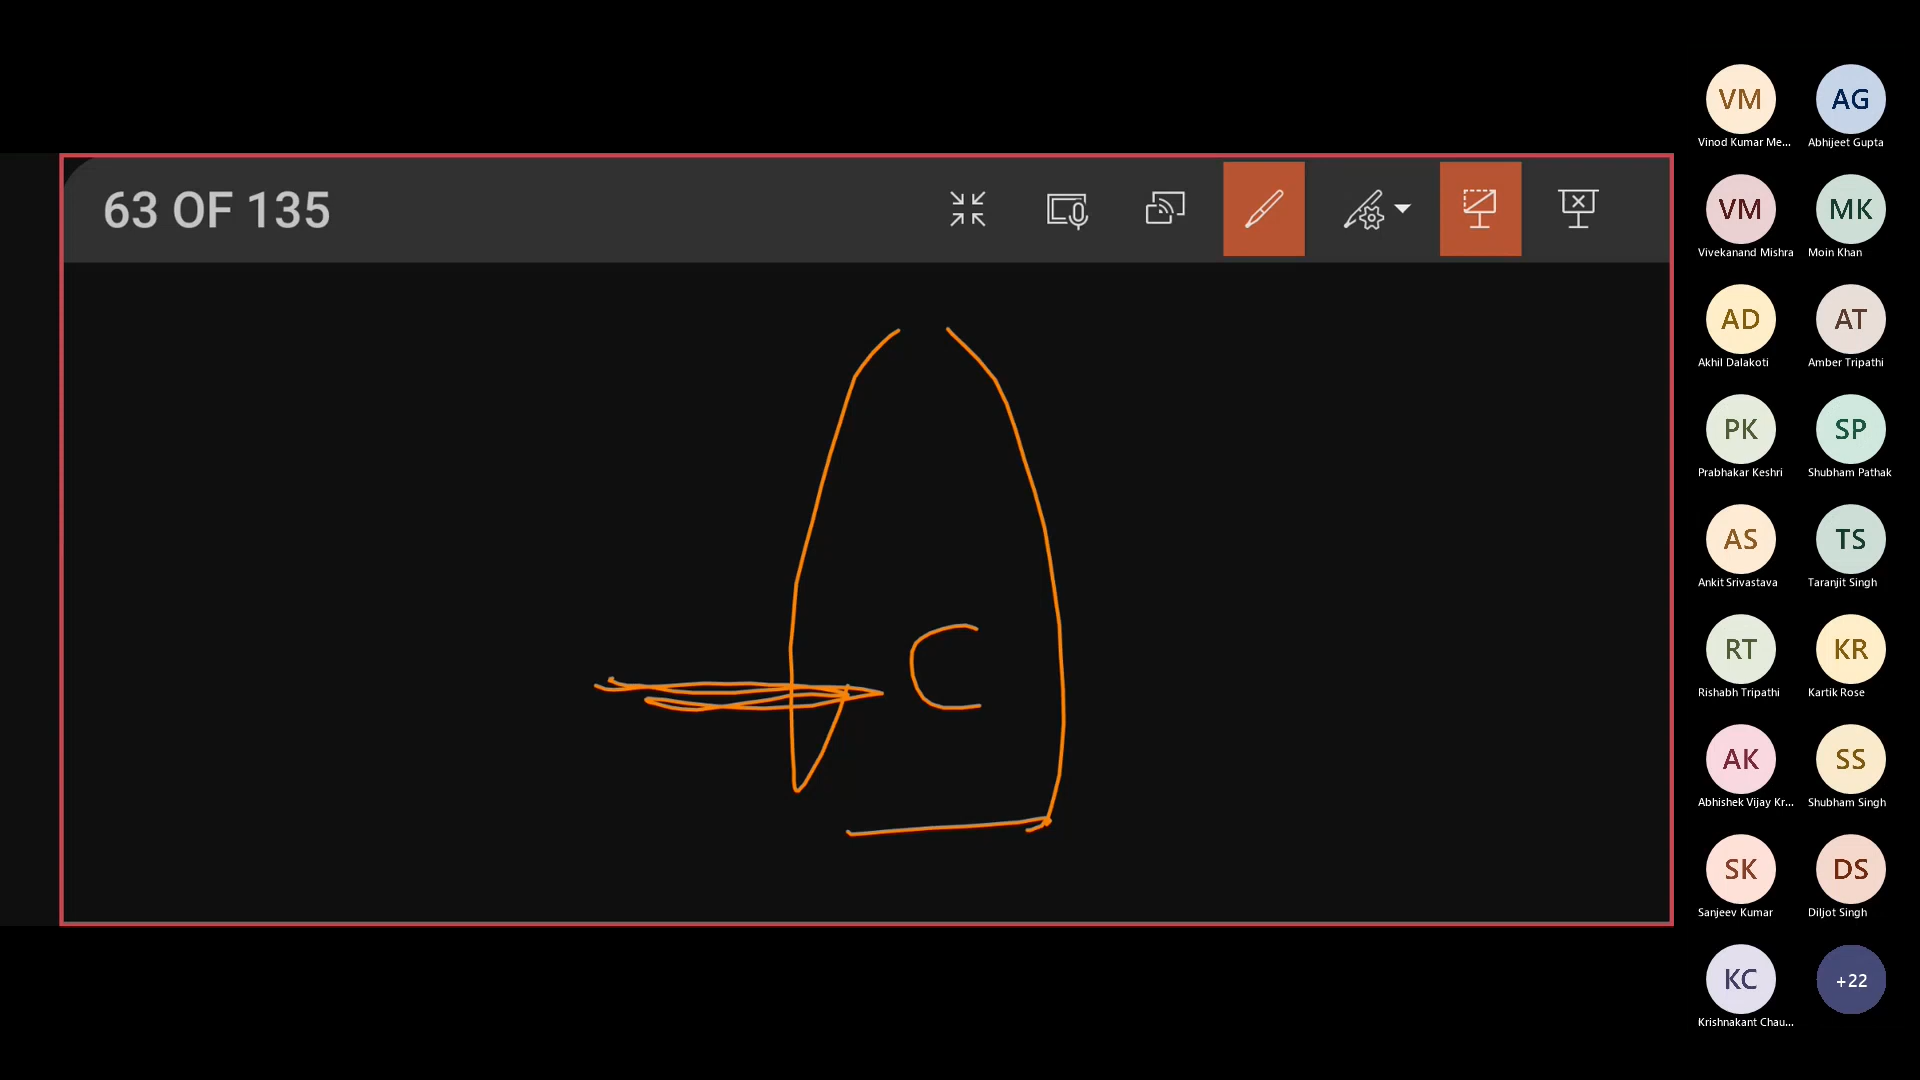 63 OF 135
C
VM AG
Vinod Kumar Me... Abhijeet Gupta
VM MK
Vivekanand Mishra Moin Khan
AD AT
Akhil Dalakoti Amber Tripathi
PK SP
Prabhakar Keshri Shubham Pathak
AS TS
Ankit Srivastava Taranjit Singh
RT KR
Rishabh Tripathi Kartik Rose
AK SS
Abhishek Vijay Kr... Shubham Singh
SK DS
Sanjeev Kumar Diljot Singh
KC +22
Krishnakant Chau...